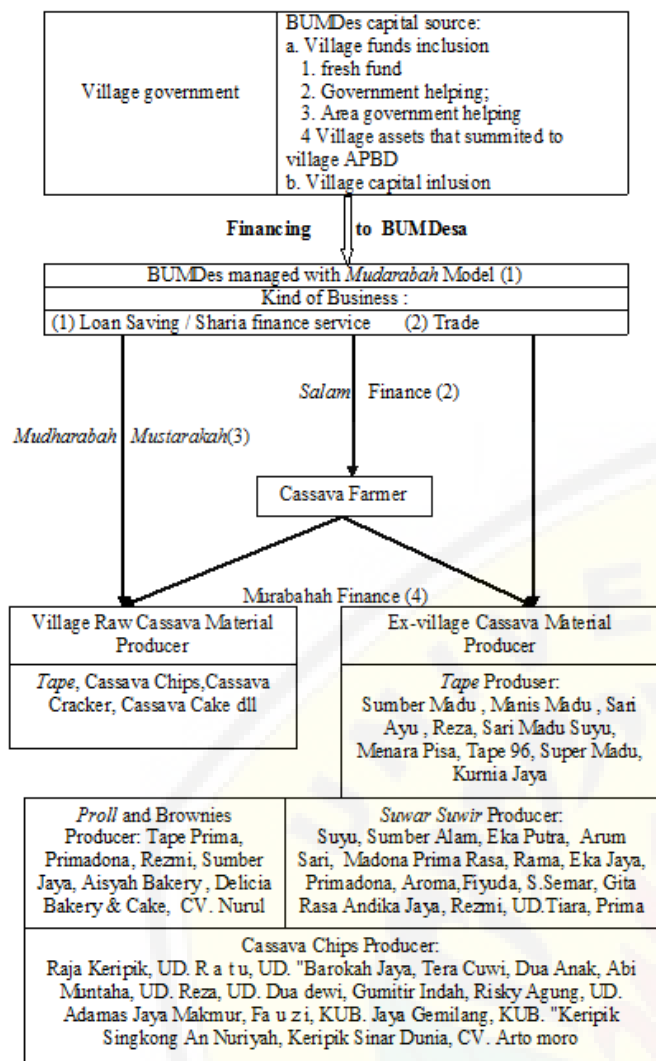 Village government
BUMDes capital source:
a. Village funds inclusion
1. fresh fund
2. Government helping;
3. Area government helping
4 Village assets that summited to
village APBD
b. Village capital inlusion
Financing to BUMDesa
BUMDes managed with Mudarabah Model (1)
Kind of Business :
(1) Loan Saving / Sharia finance service (2) Trade
Salam Finance (2)
Mudharabah Mustarakah(3)
Cassava Farmer
Murabahah Finance (4)
Village Raw Cassava Material
Producer
Tape, Cassava Chips,Cassava
Cracker, Cassava Cake dll
Ex-village Cassava Material
Producer
Tape Produser:
Sumber Madu , Manis Madu , Sari
Ayu , Reza, Sari Madu Suyu,
Menara Pisa, Tape 96, Super Madu,
Kurnia Jaya
Proll and Brownies
Producer: Tape Prima,
Primadona, Rezmi, Sumber
Jaya, Aisyah Bakery , Delicia
Bakery & Cake, CV. Nurul
Suwar Suwir Producer:
Suyu, Sumber Alam, Eka Putra, Arum
Sari, Madona Prima Rasa, Rama, Eka Jaya,
Primadona, Aroma,Fiyuda, S.Semar, Gita
Rasa Andika Jaya, Rezmi, UD.Tiara, Prima
Cassava Chips Producer:
Raja Keripik, UD. R a t u, UD. "Barokah Jaya, Tera Cuwi, Dua Anak, Abi
Muntaha, UD. Reza, UD. Dua dewi, Gumitir Indah, Risky Agung, UD.
Adamas Jaya Makmur, Fa u z i, KUB. Jaya Gemilang, KUB. "Keripik
Singkong An Nuriyah, Keripik Sinar Dunia, CV. Arto moro